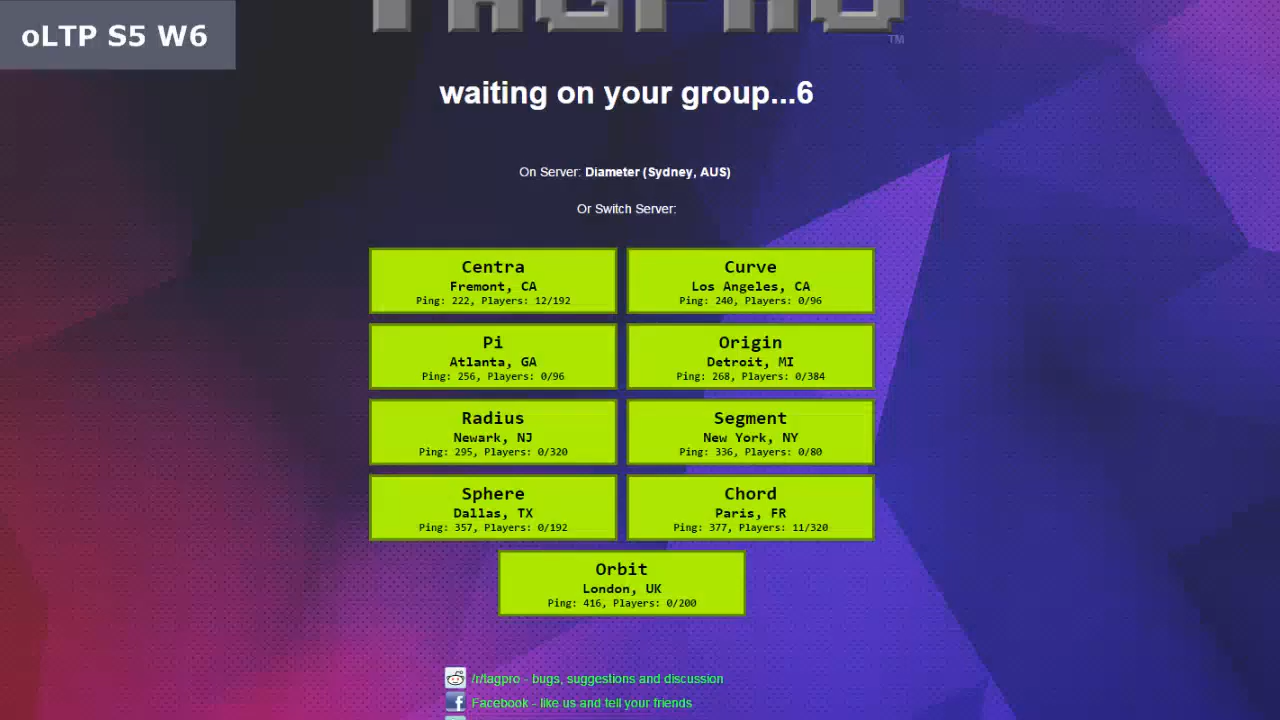 oLTP S5 W6
TAGPRO
TM
waiting on your group...6
On Server: Diameter (Sydney, AUS)
Or Switch Server:
Centra
Fremont, CA
Ping: 222, Players: 12/192
Curve
Los Angeles, CA
Ping: 240, Players: 0/96
Pi
Atlanta, GA
Ping: 256, Players: 0/96
Origin
Detroit, MI
Ping: 268, Players: 0/384
Radius
Newark, NJ
Ping: 295, Players: 0/320
Segment
New York, NY
Ping: 336, Players: 0/80
Sphere
Dallas, TX
Ping: 357, Players: 0/192
Chord
Paris, FR
Ping: 377, Players: 11/320
Orbit
London, UK
Ping: 416, Players: 0/200
/r/tagpro - bugs, suggestions and discussion
Facebook - like us and tell your friends